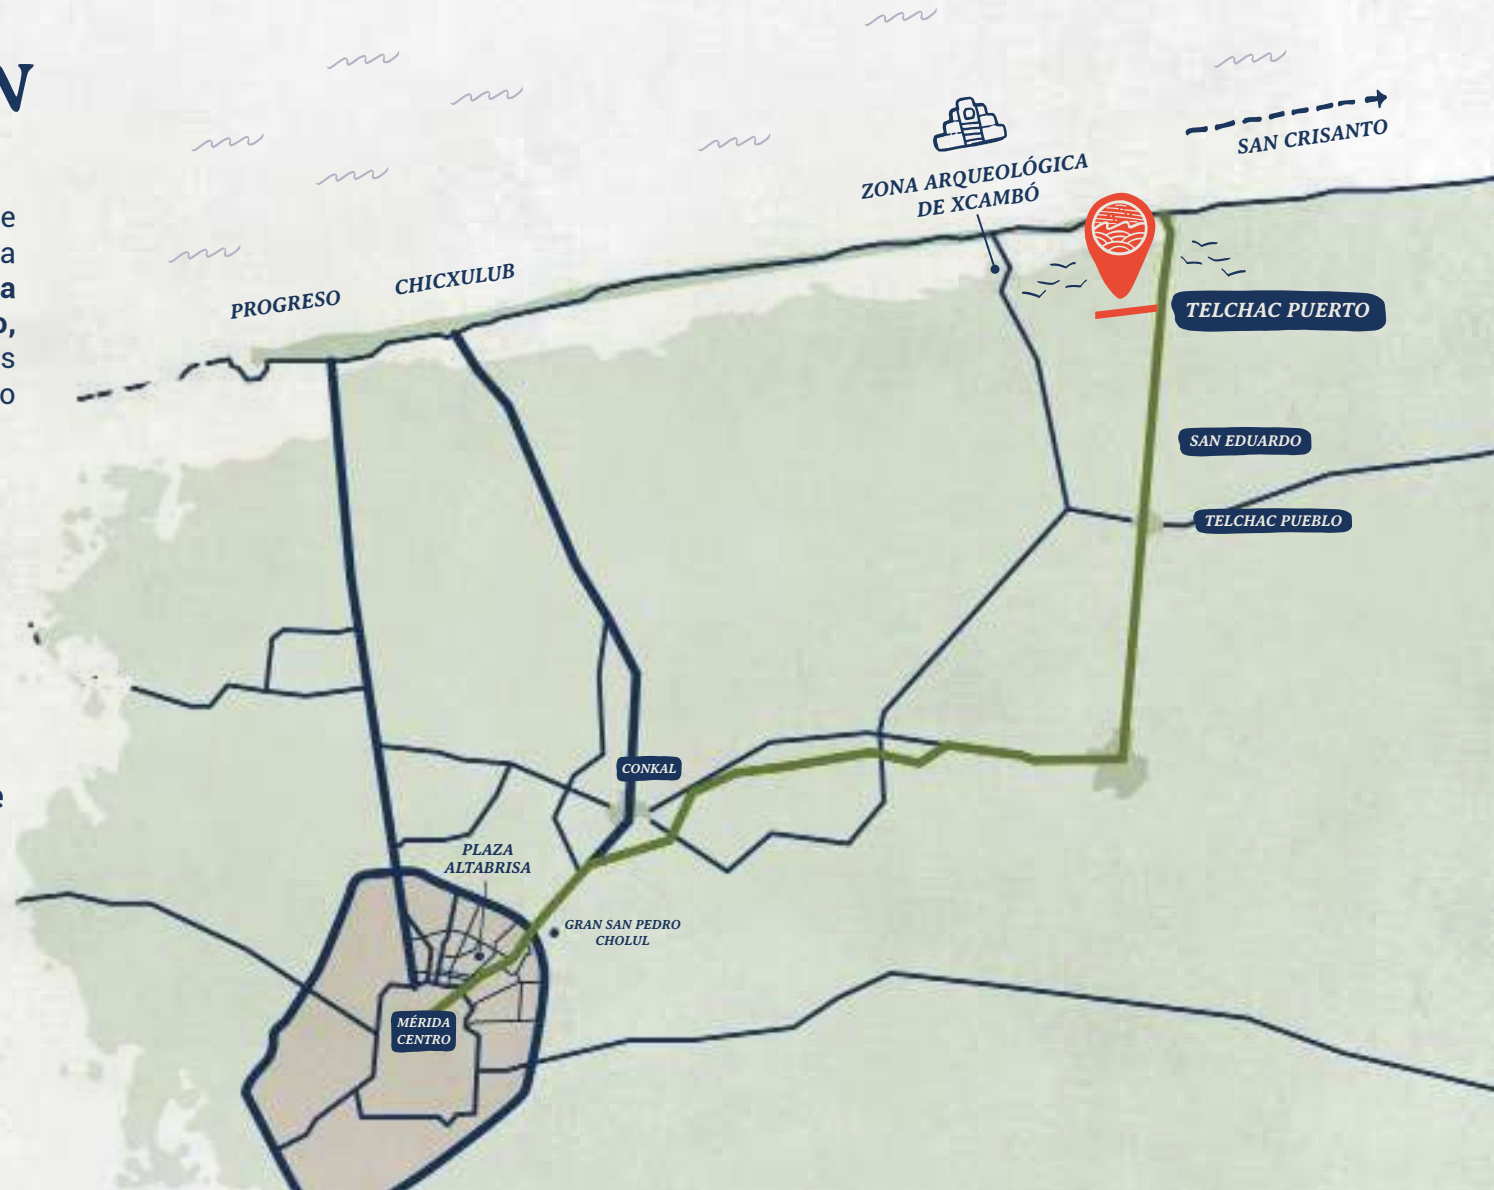 N
e
a
a
o,
s
o
e
SAN CRISANTO
ZONA ARQUEOLÓGICA
DE XCAMBÓ
CHICXULUB
PROGRESO
TELCHAC PUERTO
SAN EDUARDO
TELCHAC PUEBLO
CONKAL
PLAZA
ALTABRISA
GRAN SAN PEDRO
CHOLUL
MÉRIDA
CENTRO